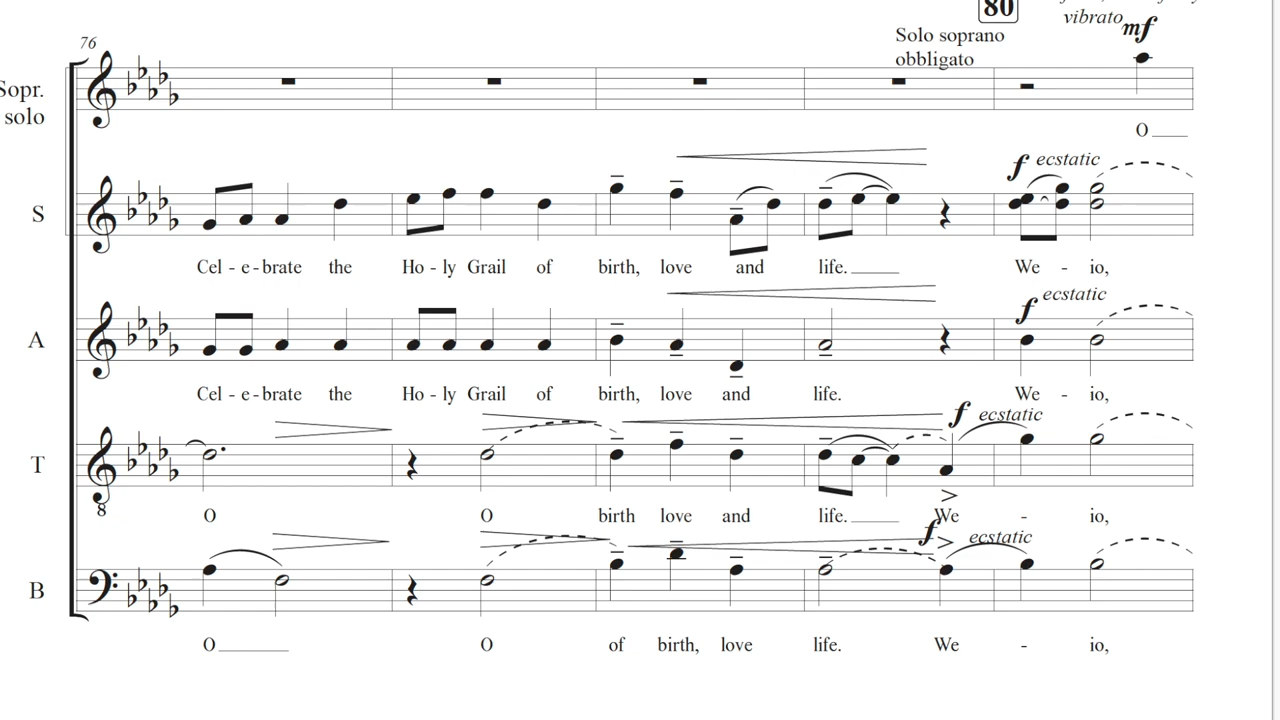 80
vibrato mf
76
Solo soprano
obbligato
Sopr.
solo
O
f ecstatic
S
Cel - e - brate the Ho - ly Grail of birth, love and life. We - io,
f ecstatic
A
Cel - e - brate the Ho - ly Grail of birth, love and life. We - io,
f ecstatic
T
8
O O birth love and life. We - io,
f ecstatic
B
O O of birth, love life. We - io,